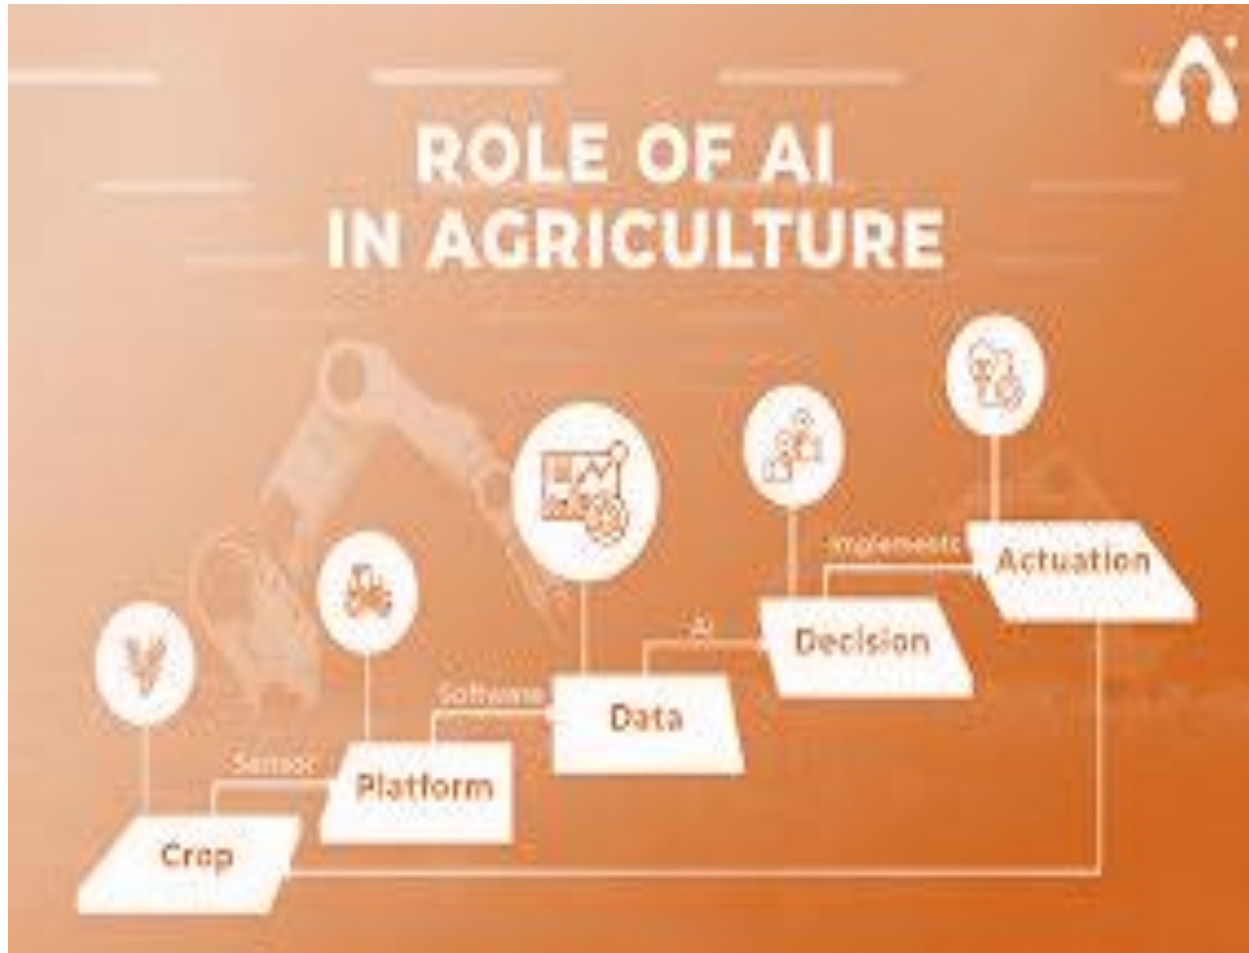 ROLE OF AI
IN AGRICULTURE
Crop
Sensor
Platform
Software
Data
AI
Decision
Implements
Actuation